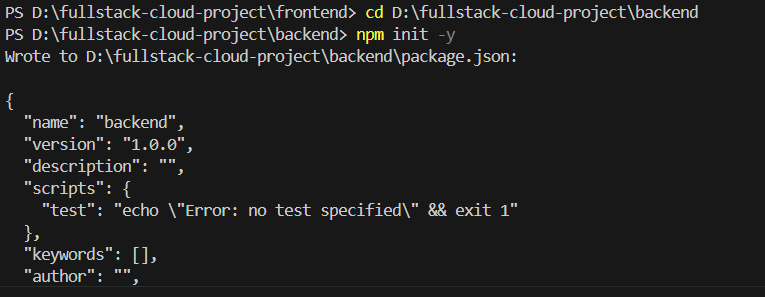 PS D:\fullstack-cloud-project\frontend> cd D:\fullstack-cloud-project\backend
PS D:\fullstack-cloud-project\backend> npm init -y
Wrote to D:\fullstack-cloud-project\backend\package.json:

{
  "name": "backend",
  "version": "1.0.0",
  "description": "",
  "scripts": {
    "test": "echo \"Error: no test specified\" && exit 1"
  },
  "keywords": [],
  "author": "",